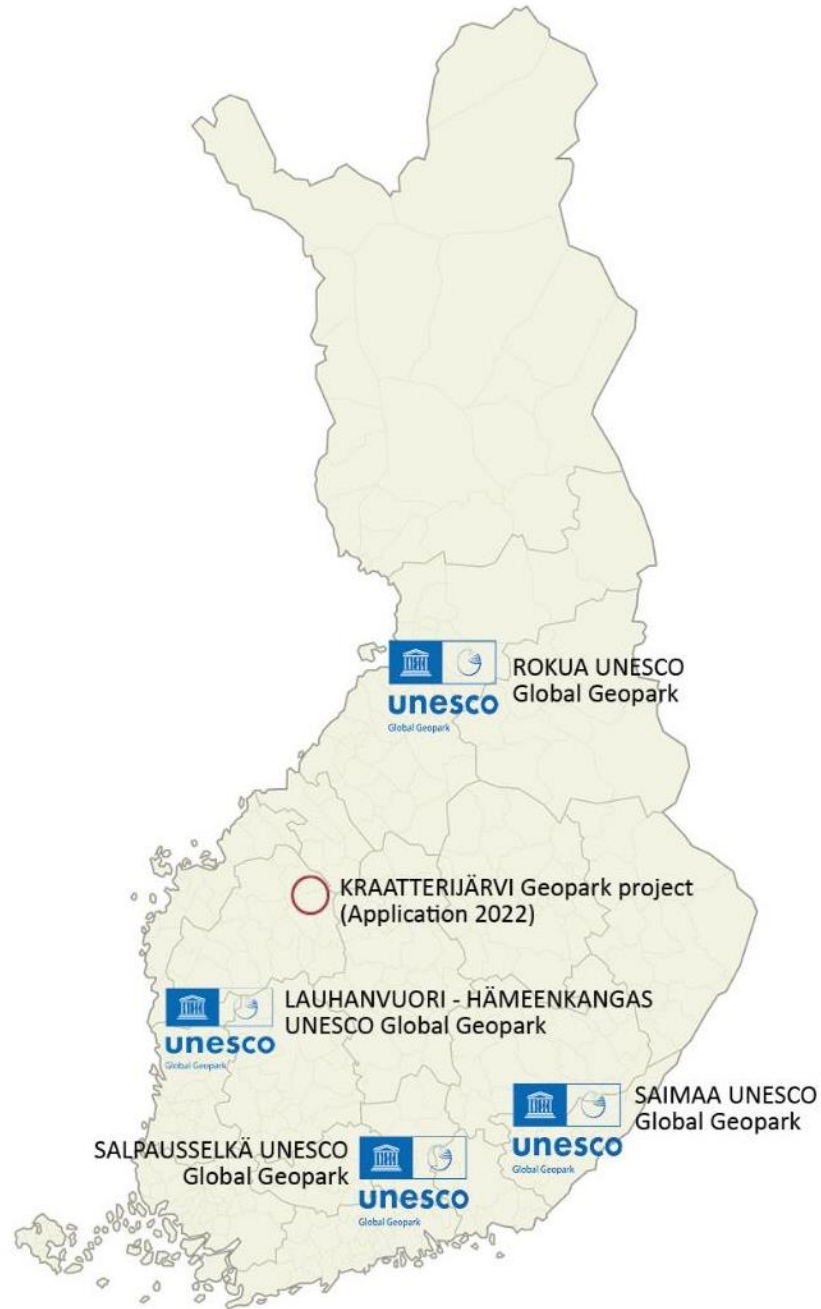 ROKUA UNESCO
Global Geopark
unesco
Global Geopark
KRAATTERIJÄRVI Geopark project
(Application 2022)
LAUHANVUORI - HÄMEENKANGAS
UNESCO Global Geopark
unesco
Global Geopark
SAIMAA UNESCO
Global Geopark
unesco
Global Geopark
SALPAUSSELKÄ UNESCO
Global Geopark
unesco
Global Geopark